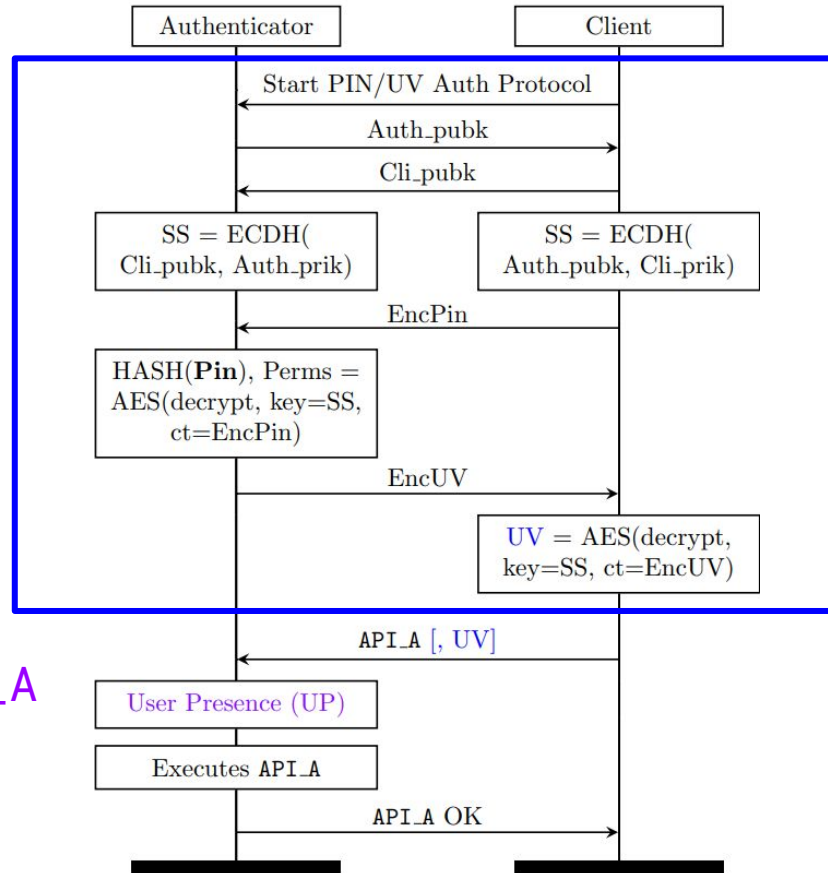 Authenticator
Client
Start PIN/UV Auth Protocol
Auth_pubk
Cli_pubk
SS = ECDH(
Cli_pubk, Auth_prik)
SS = ECDH(
Auth_pubk, Cli_prik)
EncPin
HASH(Pin), Perms =
AES(decrypt, key=SS,
ct=EncPin)
EncUV
UV = AES(decrypt,
key=SS, ct=EncUV)
API_A [, UV]
_A
User Presence (UP)
Executes API_A
API_A OK